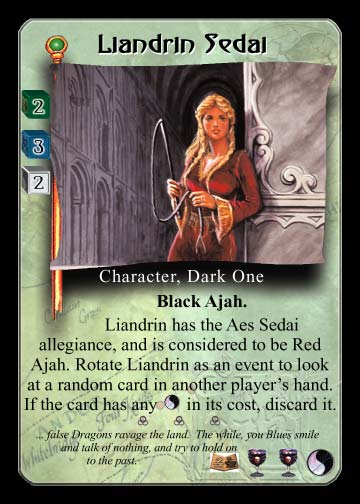 Liandrin Sedai
2
3
2
Character, Dark One
Black Ajah.
Liandrin has the Aes Sedai
allegiance, and is considered to be Red
Ajah. Rotate Liandrin as an event to look
at a random card in another player's hand.
If the card has any in its cost, discard it.
... false Dragons ravage the land. The while, you Blues smile
and talk of nothing, and try to hold on
to the past.